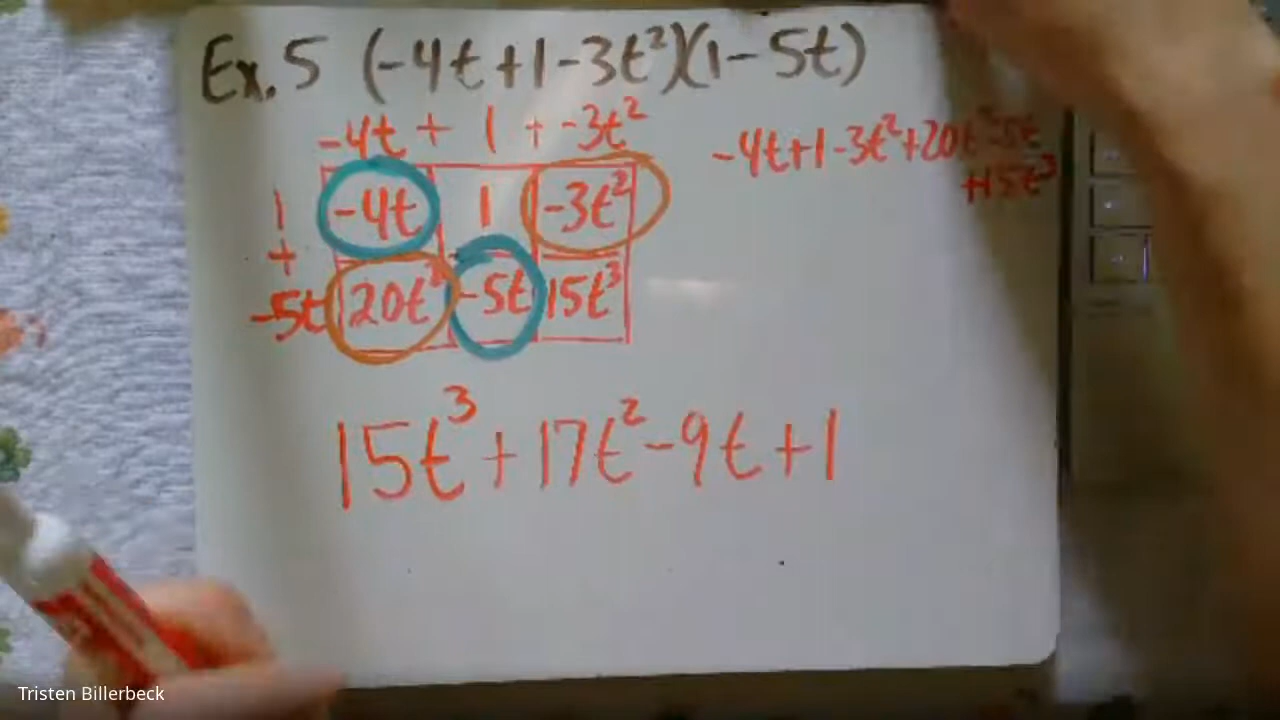 Ex. 5 (-4t+1-3t²)(1-5t)
-4t + 1 + -3t²
1 -4t 1 -3t²
+
-5t 20t² -5t 15t³
-4t+1-3t²+20t²-5t
+15t³
15t³+17t²-9t+1
Tristen Billerbeck